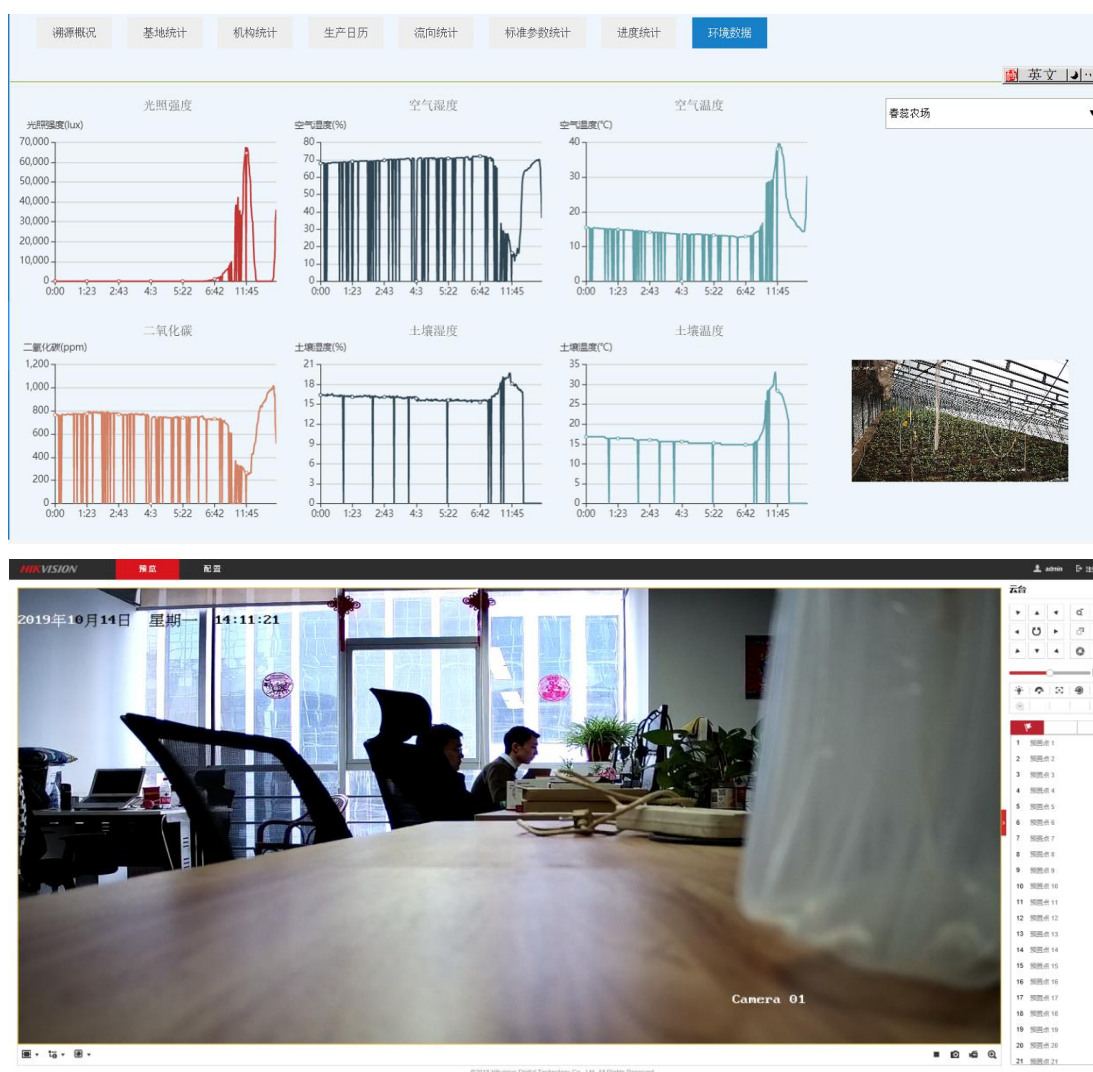 溯源概况 基地统计 机构统计 生产日历 流向统计 标准参数统计 进度统计 环境数据
英文
光照强度 空气湿度 空气温度
春蕊农场
光照强度(lux) 空气湿度(%) 空气温度(℃)
70,000 80 40
60,000 70
60
50,000 30
50
40,000
40 20
30,000
30
20,000 20 10
10,000 10
0 0 0
0:00 1:23 2:43 4:3 5:22 6:42 11:45 0:00 1:23 2:43 4:3 5:22 6:42 11:45 0:00 1:23 2:43 4:3 5:22 6:42 11:45
二氧化碳 土壤湿度 土壤温度
二氧化碳(ppm) 土壤湿度(%) 土壤温度(℃)
1,200 21 35
1,000 18 30
25
800 15
20
600 12
9 15
400
6 10
200
3 5
0 0 0
0:00 1:23 2:43 4:3 5:22 6:42 11:45 0:00 1:23 2:43 4:3 5:22 6:42 11:45 0:00 1:23 2:43 4:3 5:22 6:42 11:45
HIKVISION 预览 配置 admin
云台
2019年10月14日 星期一 14:11:21
1 预置点 1
2 预置点 2
3 预置点 3
4 预置点 4
5 预置点 5
6 预置点 6
7 预置点 7
8 预置点 8
9 预置点 9
10 预置点 10
11 预置点 11
12 预置点 12
13 预置点 13
14 预置点 14
15 预置点 15
16 预置点 16
17 预置点 17
Camera 01
18 预置点 18
19 预置点 19
20 预置点 20
21 预置点 21